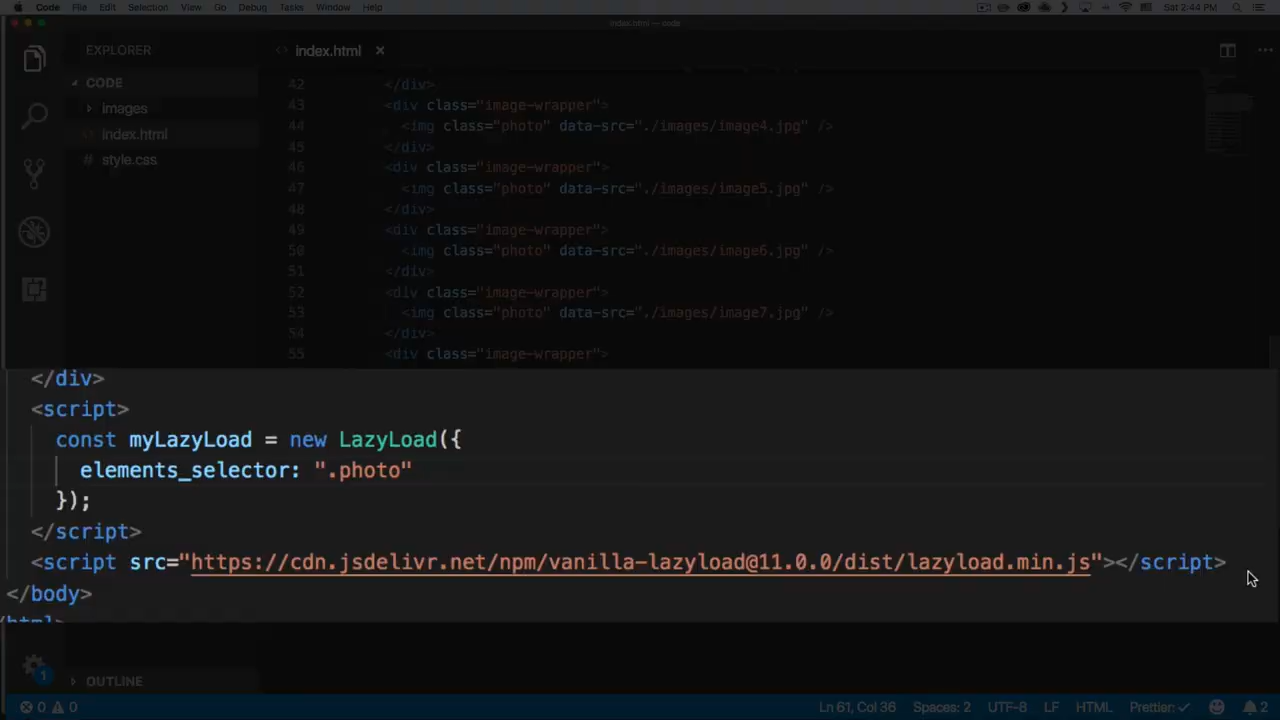 Code File Edit Selection View Go Debug Tasks Window Help
Sat 2:44 PM
index.html — code
EXPLORER
index.html
CODE
images
index.html
style.css
42 </div>
43 <div class="image-wrapper">
44 <img class="photo" data-src="./images/image4.jpg" />
45 </div>
46 <div class="image-wrapper">
47 <img class="photo" data-src="./images/image5.jpg" />
48 </div>
49 <div class="image-wrapper">
50 <img class="photo" data-src="./images/image6.jpg" />
51 </div>
52 <div class="image-wrapper">
53 <img class="photo" data-src="./images/image7.jpg" />
54 </div>
55 <div class="image-wrapper">
</div>
<script>
const myLazyLoad = new LazyLoad({
elements_selector: ".photo"
});
</script>
<script src="https://cdn.jsdelivr.net/npm/vanilla-lazyload@11.0.0/dist/lazyload.min.js"></script>
</body>
1
OUTLINE
0 0 Ln 61, Col 36 Spaces: 2 UTF-8 LF HTML Prettier: ✓ 2